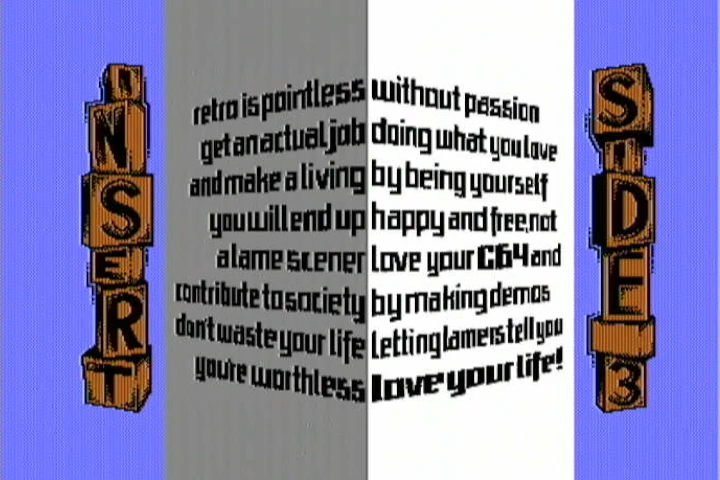 INSERT
retro is pointless without passion
get an actual job doing what you love
and make a living by being yourself
you will end up happy and free, not
a lame scener love your C64 and
contribute to society by making demos
don't waste your life letting lamers tell you
you're worthless love your life!
SIDE 3